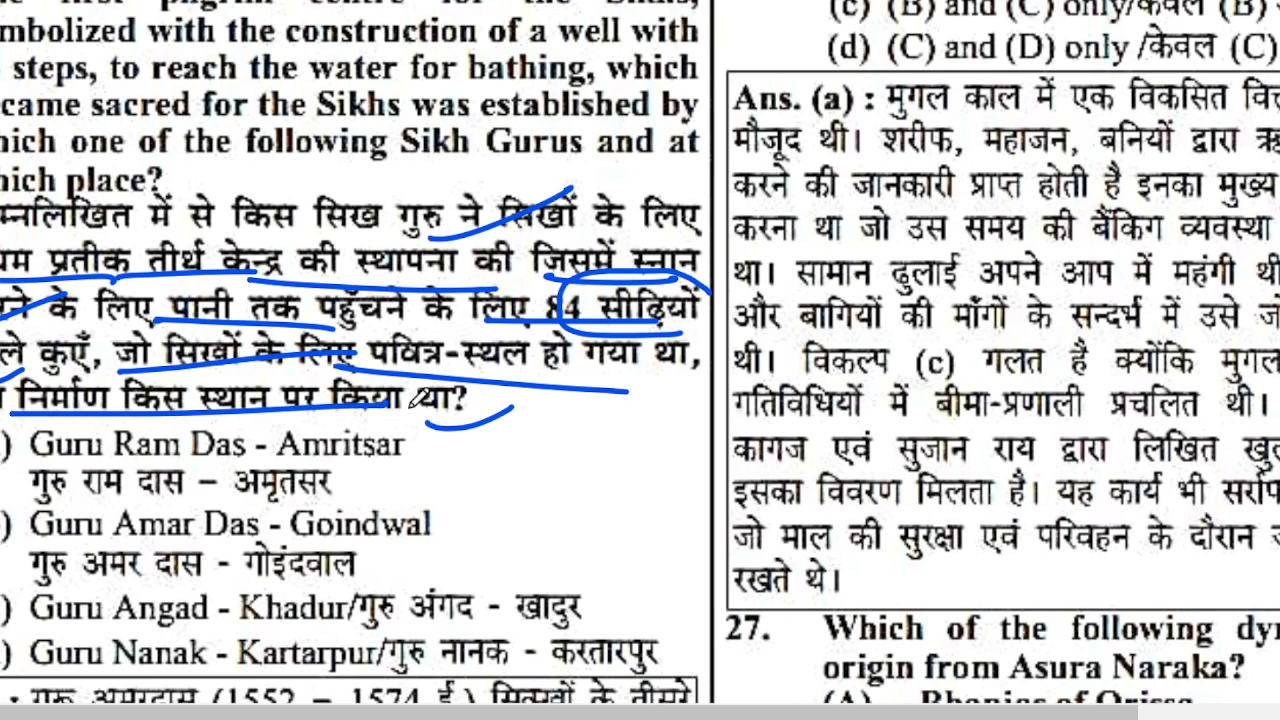 mbolized with the construction of a well with
steps, to reach the water for bathing, which
came sacred for the Sikhs was established by
hich one of the following Sikh Gurus and at
hich place?
म्नलिखित में से किस सिख गुरु ने सिखों के लिए
यम प्रतीक तीर्थ केन्द्र की स्थापना की जिसमें स्नान
रने के लिए पानी तक पहुँचने के लिए 84 सीढ़ियों
ले कुएँ, जो सिखों के लिए पवित्र-स्थल हो गया था,
निर्माण किस स्थान पर किया था?
) Guru Ram Das - Amritsar
गुरु राम दास – अमृतसर
) Guru Amar Das - Goindwal
गुरु अमर दास - गोइंदवाल
) Guru Angad - Khadur/गुरु अंगद - खादुर
) Guru Nanak - Kartarpur/गुरु नानक - करतारपुर
: गुरू अमरदास (1552 – 1574 ई.) सिक्खों के तीसरे
(c) (B) and (C) only/केवल (B)
(d) (C) and (D) only /केवल (C)
Ans. (a) : मुगल काल में एक विकसित वित्त
मौजूद थी। शरीफ, महाजन, बनियों द्वारा
करने की जानकारी प्राप्त होती है इनका मुख्य
करना था जो उस समय की बैंकिग व्यवस्था
था। सामान ढुलाई अपने आप में महंगी थी
और बागियों की माँगों के सन्दर्भ में उसे
थी। विकल्प (c) गलत है क्योंकि मुगल
गतिविधियों में बीमा-प्रणाली प्रचलित थी।
कागज एवं सुजान राय द्वारा लिखित
इसका विवरण मिलता है। यह कार्य भी
जो माल की सुरक्षा एवं परिवहन के दौरान
रखते थे।
27. Which of the following
origin from Asura Naraka?